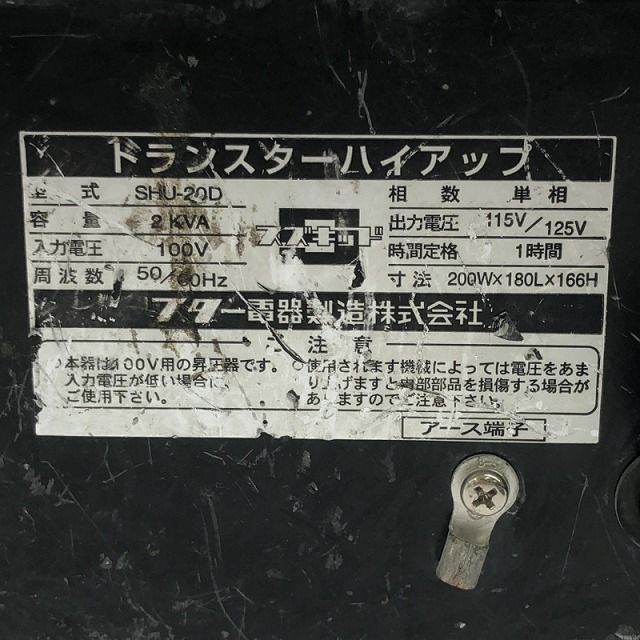 トランスターハイアップ
型式 SHU-20D
容量 2KVA
入力電圧 100V
周波数 50/60Hz
スズキッド
相数 単相
出力電圧 115V/125V
時間定格 1時間
寸法 200W×180L×166H
スター電器製造株式会社
ご注意
○本器は100V用の昇圧器です。
入力電圧が低い場合に
ご使用下さい。
○使用されます機械によっては電圧をあま
り上げますと内部部品を損傷する場合が
ありますのでご注意下さい。
アース端子